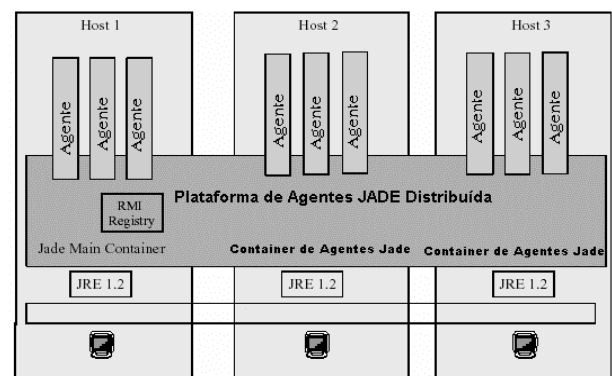 Host 1
Host 2
Host 3
Agente
Agente
Agente
Agente
Agente
Agente
Agente
Agente
Agente
Plataforma de Agentes JADE Distribuída
RMI
Registry
Jade Main Container
Container de Agentes Jade
Container de Agentes Jade
JRE 1.2
JRE 1.2
JRE 1.2